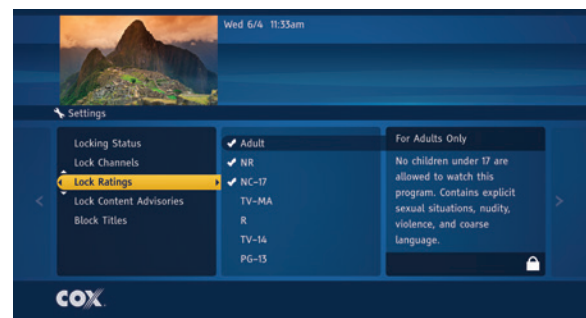 Wed 6/4 11:33am
Settings
Locking Status
Lock Channels
Lock Ratings
Lock Content Advisories
Block Titles
Adult
NR
NC-17
TV-MA
R
TV-14
PG-13
For Adults Only
No children under 17 are
allowed to watch this
program. Contains explicit
sexual situations, nudity,
violence, and coarse
language.
COX